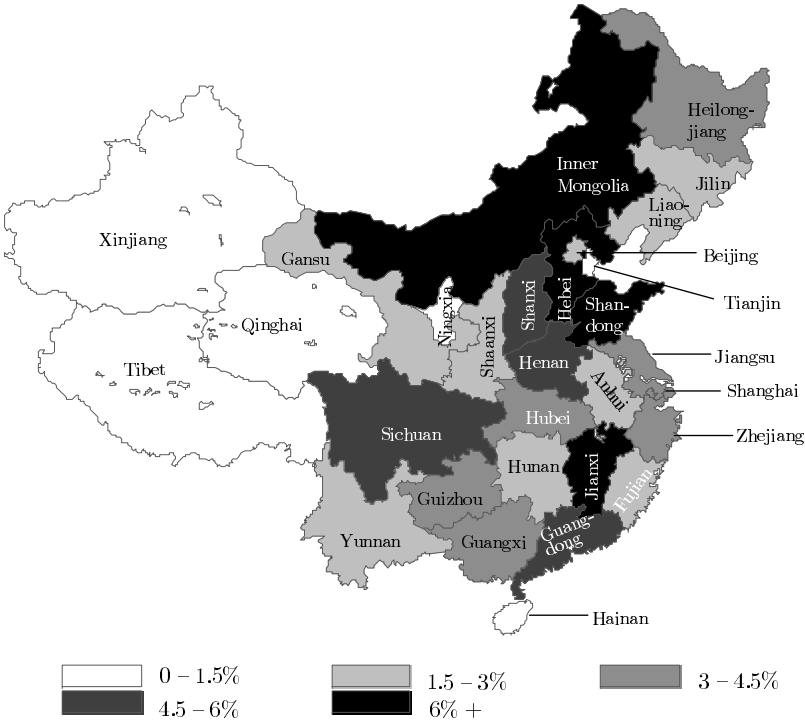 Heilong-
jiang
Inner
Mongolia
Jilin
Liao-
ning
Xinjiang
Gansu
Beijing
Tianjin
Ningxia
Shanxi
Hebei
Shan-
dong
Qinghai
Shaanxi
Jiangsu
Tibet
Henan
Anhui
Shanghai
Hubei
Sichuan
Zhejiang
Hunan
Jianxi
Fujian
Guizhou
Guang-
dong
Yunnan
Guangxi
Hainan
0 – 1.5%
1.5 – 3%
3 – 4.5%
4.5 – 6%
6% +